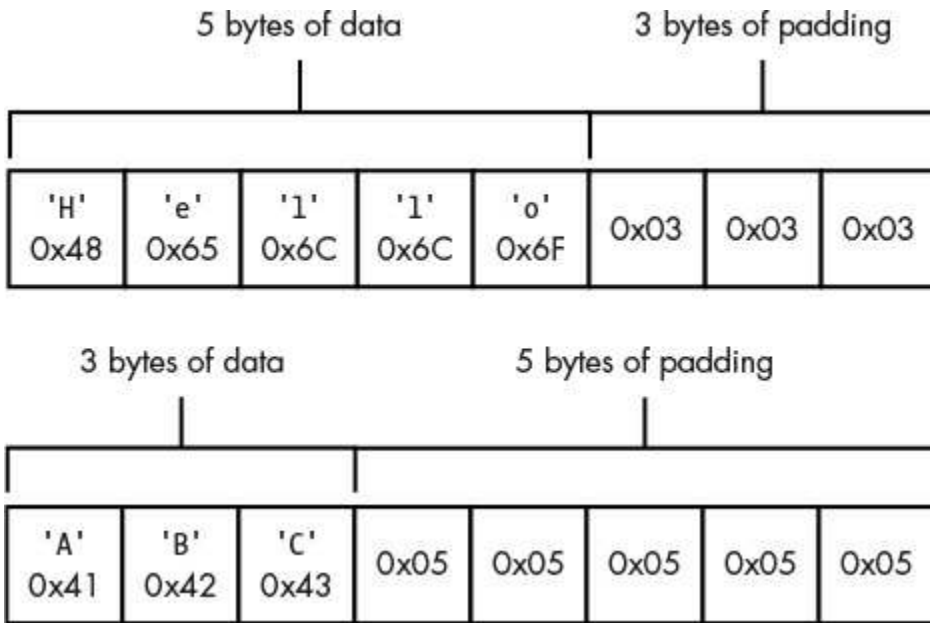 5 bytes of data 3 bytes of padding
'H' 'e' 'l' 'l' 'o' 0x03 0x03 0x03
0x48 0x65 0x6C 0x6C 0x6F
3 bytes of data 5 bytes of padding
'A' 'B' 'C' 0x05 0x05 0x05 0x05 0x05
0x41 0x42 0x43